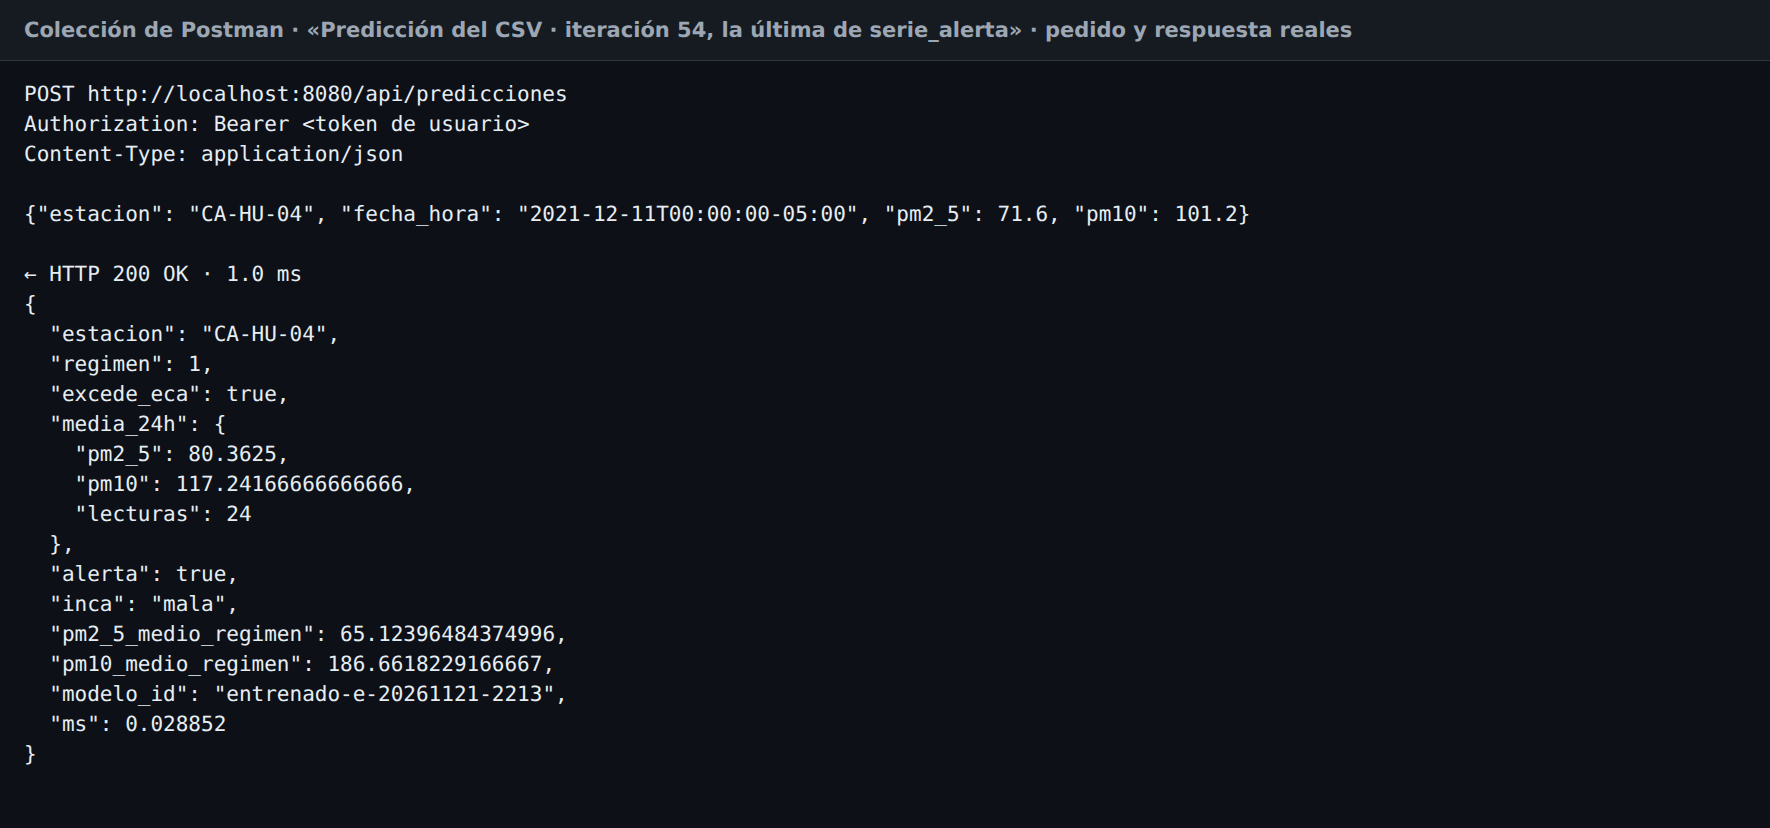 Colección de Postman · «Predicción del CSV · iteración 54, la última de serie_alerta» · pedido y respuesta reales
POST http://localhost:8080/api/predicciones
Authorization: Bearer <token de usuario>
Content-Type: application/json
{"estacion": "CA-HU-04", "fecha_hora": "2021-12-11T00:00:00-05:00", "pm2_5": 71.6, "pm10": 101.2}
← HTTP 200 OK · 1.0 ms
{
  "estacion": "CA-HU-04",
  "regimen": 1,
  "excede_eca": true,
  "media_24h": {
    "pm2_5": 80.3625,
    "pm10": 117.24166666666666,
    "lecturas": 24
  },
  "alerta": true,
  "inca": "mala",
  "pm2_5_medio_regimen": 65.12396484374996,
  "pm10_medio_regimen": 186.6618229166667,
  "modelo_id": "entrenado-e-20261121-2213",
  "ms": 0.028852
}